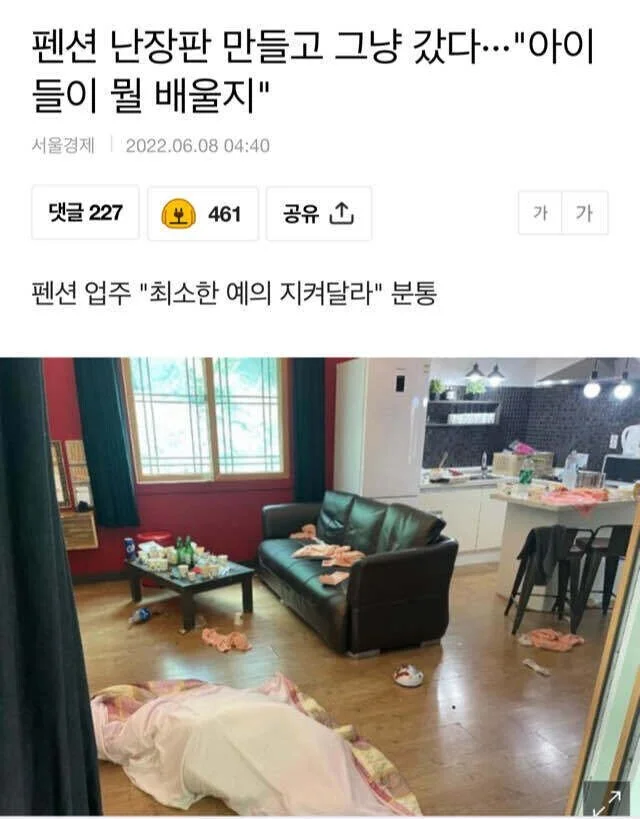 펜션 난장판 만들고 그냥 갔다…"아이
들이 뭘 배울지"
서울경제 2022.06.08 04:40
댓글 227
461
공유
가 가
펜션 업주 "최소한 예의 지켜달라" 분통